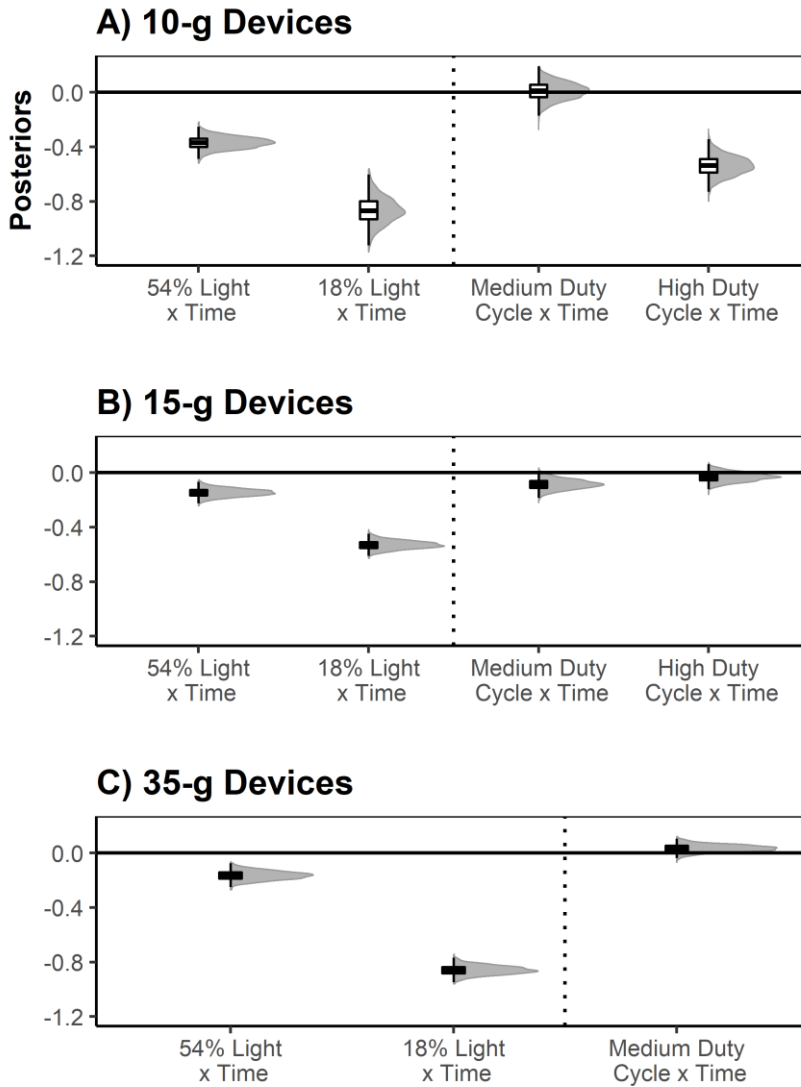 A) 10-g Devices
Posteriors
0.0
-0.4
-0.8
-1.2
54% Light
x Time
18% Light
x Time
Medium Duty
Cycle x Time
High Duty
Cycle x Time
B) 15-g Devices
0.0
-0.4
-0.8
-1.2
54% Light
x Time
18% Light
x Time
Medium Duty
Cycle x Time
High Duty
Cycle x Time
C) 35-g Devices
0.0
-0.4
-0.8
-1.2
54% Light
x Time
18% Light
x Time
Medium Duty
Cycle x Time